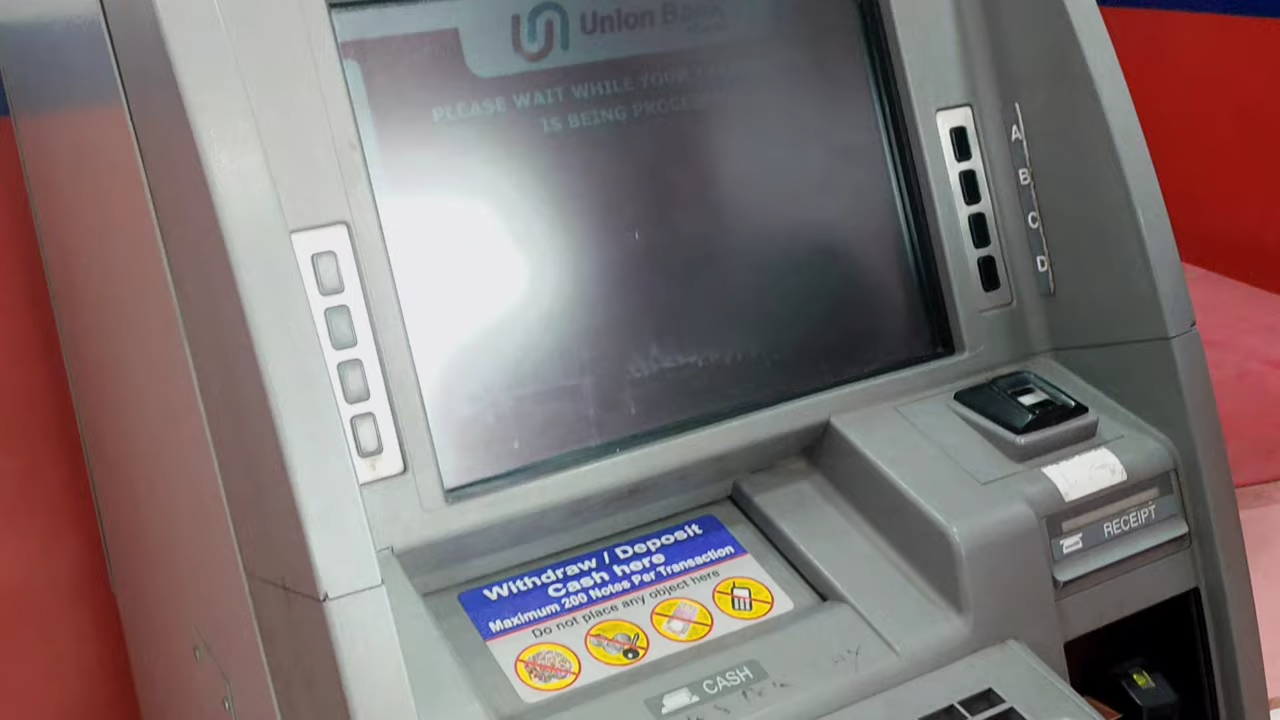 Union Bank
PLEASE WAIT WHILE YOUR
IS BEING
A
B
C
D
RECEIPT
Withdraw / Deposit
Cash here
Maximum 200 Notes Per Transaction
Do not place any object here
CASH